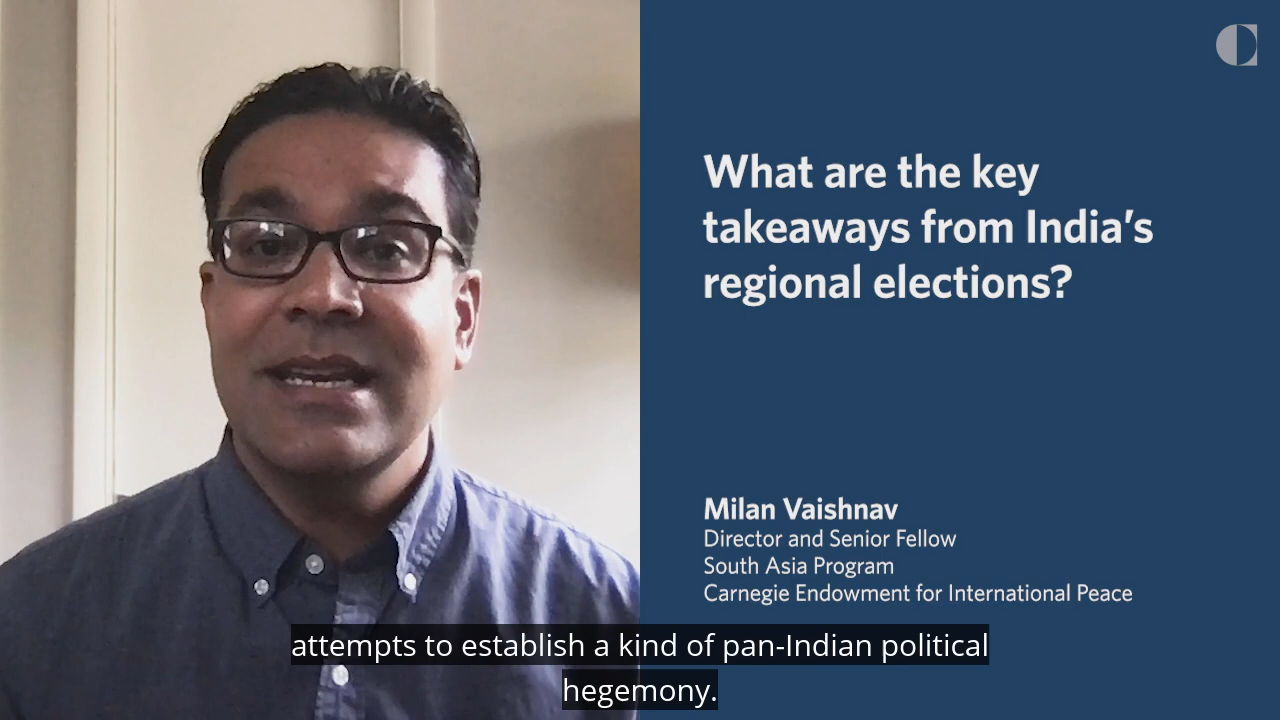 What are the key
takeaways from India's
regional elections?
Milan Vaishnav
Director and Senior Fellow
South Asia Program
Carnegie Endowment for International Peace
attempts to establish a kind of pan-Indian political
hegemony.